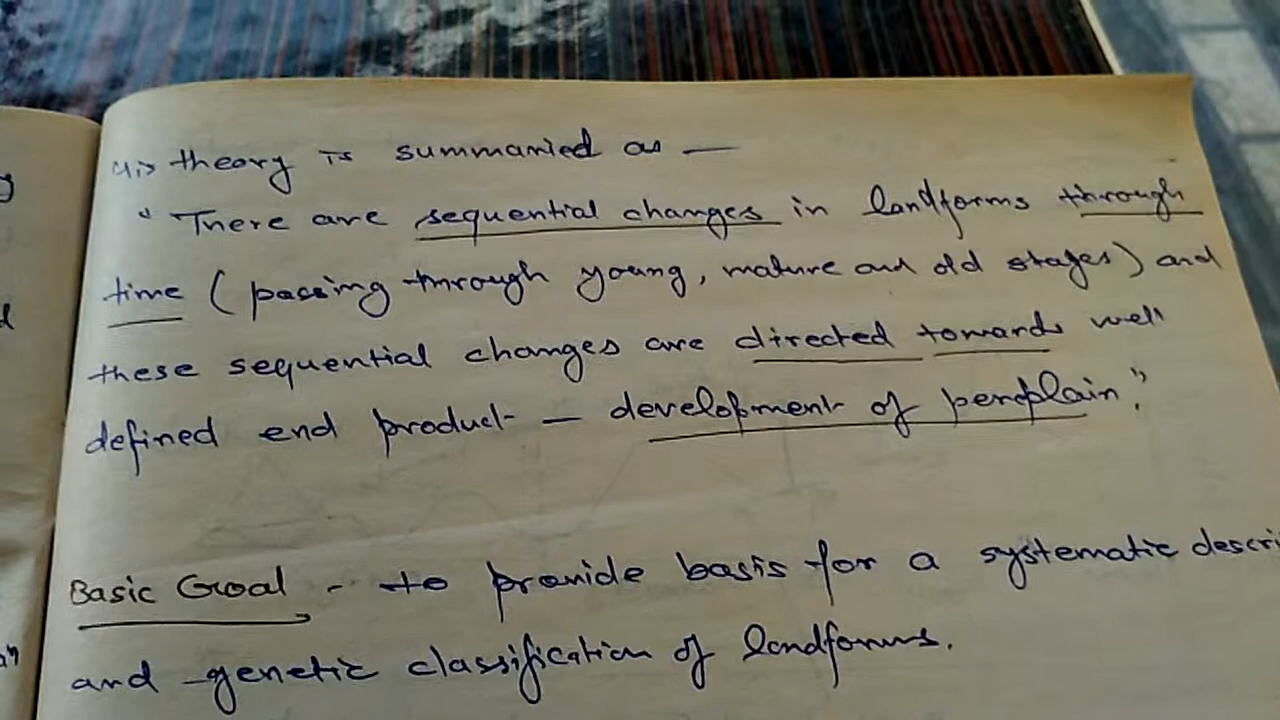 His theory is summaried as —
"There are sequential changes in landforms through
time (passing through young, mature and old stages) and
these sequential changes are directed towards well
defined end product — development of peneplain".
Basic Goal - to provide basis for a systematic descri
and genetic classification of landforms.